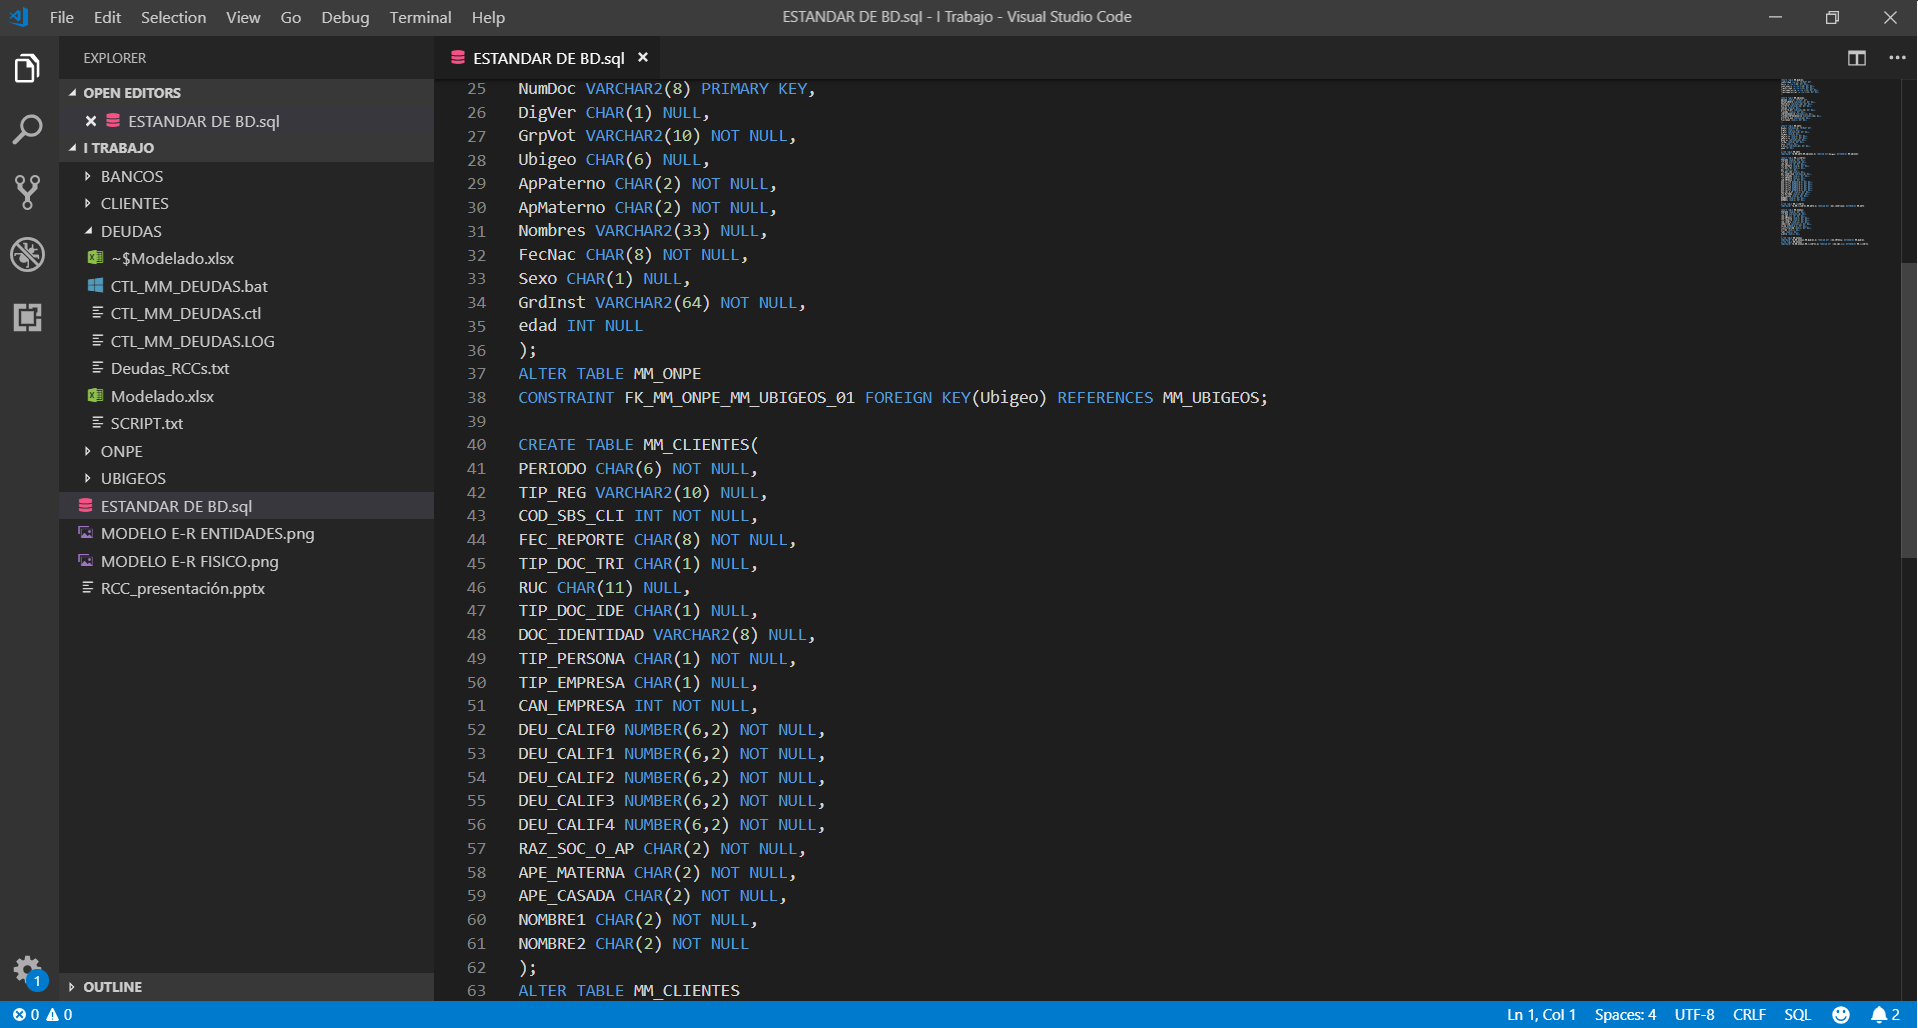 File Edit Selection View Go Debug Terminal Help
ESTANDAR DE BD.sql - I Trabajo - Visual Studio Code
EXPLORER
OPEN EDITORS
ESTANDAR DE BD.sql
I TRABAJO
BANCOS
CLIENTES
DEUDAS
~$Modelado.xlsx
CTL_MM_DEUDAS.bat
CTL_MM_DEUDAS.ctl
CTL_MM_DEUDAS.LOG
Deudas_RCCs.txt
Modelado.xlsx
SCRIPT.txt
ONPE
UBIGEOS
ESTANDAR DE BD.sql
MODELO E-R ENTIDADES.png
MODELO E-R FISICO.png
RCC_presentación.pptx
OUTLINE
1
ESTANDAR DE BD.sql
25 NumDoc VARCHAR2(8) PRIMARY KEY,
26 DigVer CHAR(1) NULL,
27 GrpVot VARCHAR2(10) NOT NULL,
28 Ubigeo CHAR(6) NULL,
29 ApPaterno CHAR(2) NOT NULL,
30 ApMaterno CHAR(2) NOT NULL,
31 Nombres VARCHAR2(33) NULL,
32 FecNac CHAR(8) NOT NULL,
33 Sexo CHAR(1) NULL,
34 GrdInst VARCHAR2(64) NOT NULL,
35 edad INT NULL
36 );
37 ALTER TABLE MM_ONPE
38 CONSTRAINT FK_MM_ONPE_MM_UBIGEOS_01 FOREIGN KEY(Ubigeo) REFERENCES MM_UBIGEOS;
39
40 CREATE TABLE MM_CLIENTES(
41 PERIODO CHAR(6) NOT NULL,
42 TIP_REG VARCHAR2(10) NULL,
43 COD_SBS_CLI INT NOT NULL,
44 FEC_REPORTE CHAR(8) NOT NULL,
45 TIP_DOC_TRI CHAR(1) NULL,
46 RUC CHAR(11) NULL,
47 TIP_DOC_IDE CHAR(1) NULL,
48 DOC_IDENTIDAD VARCHAR2(8) NULL,
49 TIP_PERSONA CHAR(1) NOT NULL,
50 TIP_EMPRESA CHAR(1) NULL,
51 CAN_EMPRESA INT NOT NULL,
52 DEU_CALIF0 NUMBER(6,2) NOT NULL,
53 DEU_CALIF1 NUMBER(6,2) NOT NULL,
54 DEU_CALIF2 NUMBER(6,2) NOT NULL,
55 DEU_CALIF3 NUMBER(6,2) NOT NULL,
56 DEU_CALIF4 NUMBER(6,2) NOT NULL,
57 RAZ_SOC_O_AP CHAR(2) NOT NULL,
58 APE_MATERNA CHAR(2) NOT NULL,
59 APE_CASADA CHAR(2) NOT NULL,
60 NOMBRE1 CHAR(2) NOT NULL,
61 NOMBRE2 CHAR(2) NOT NULL
62 );
63 ALTER TABLE MM_CLIENTES
0 0 Ln 1, Col 1 Spaces: 4 UTF-8 CRLF SQL 2